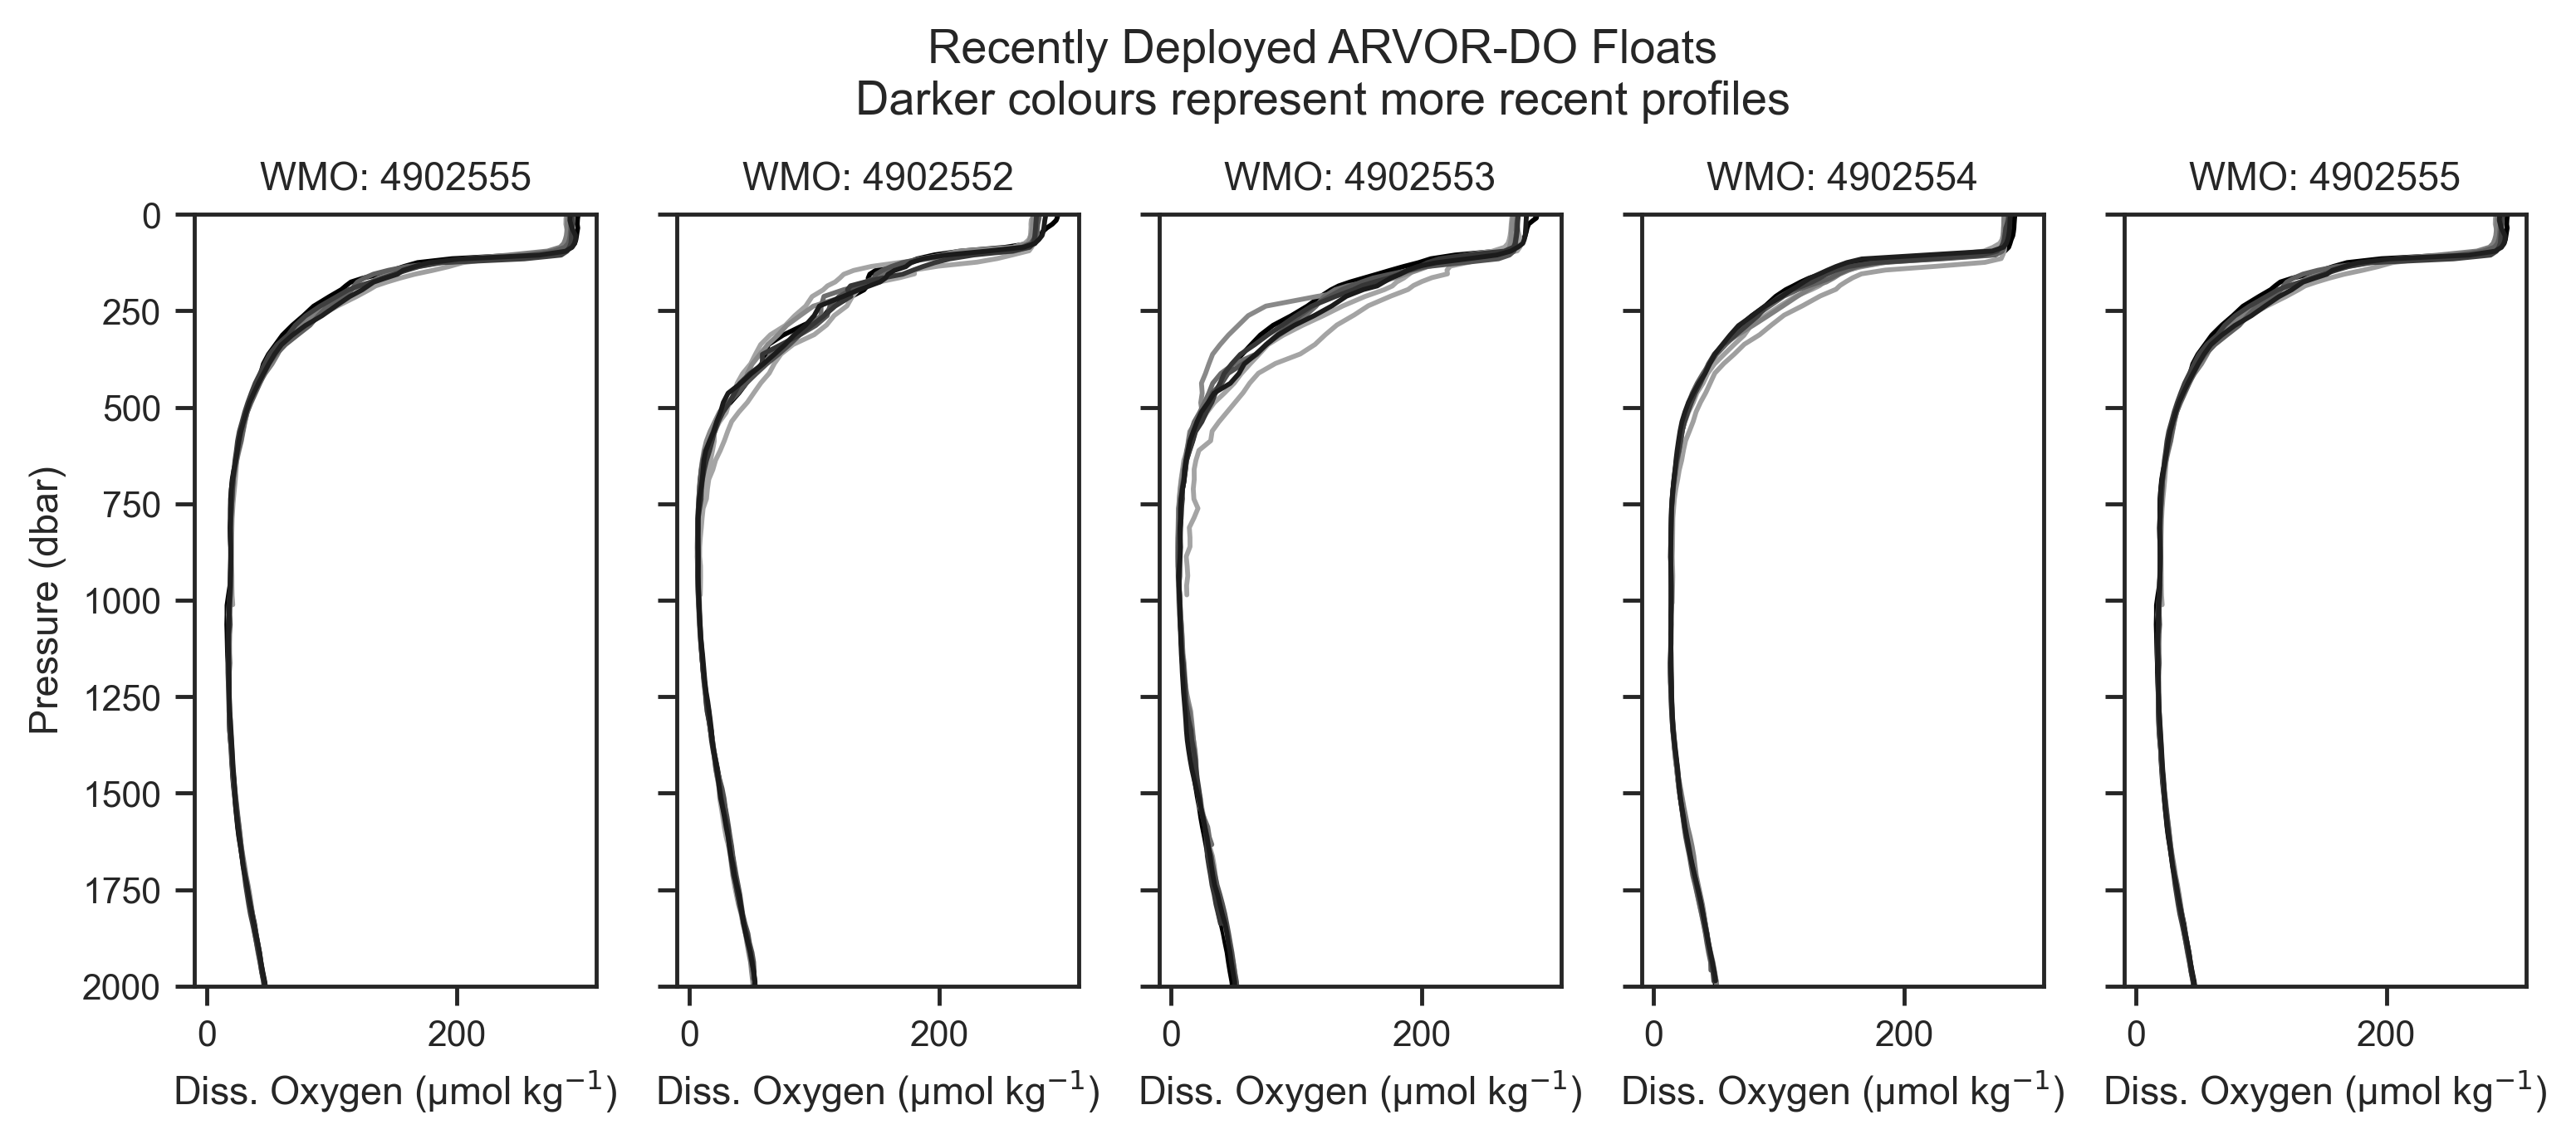 Recently Deployed ARVOR-DO Floats
Darker colours represent more recent profiles
WMO: 4902555
WMO: 4902552
WMO: 4902553
WMO: 4902554
WMO: 4902555
Pressure (dbar)
0
250
500
750
1000
1250
1500
1750
2000
0 200
0 200
0 200
0 200
0 200
Diss. Oxygen (μmol kg⁻¹)
Diss. Oxygen (μmol kg⁻¹)
Diss. Oxygen (μmol kg⁻¹)
Diss. Oxygen (μmol kg⁻¹)
Diss. Oxygen (μmol kg⁻¹)